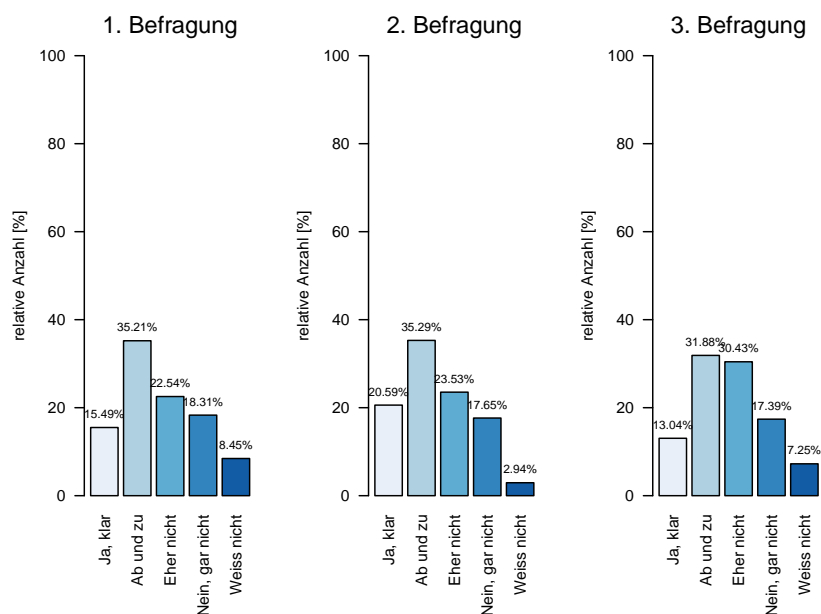 1. Befragung
relative Anzahl [%]
100
80
60
40
20
0
15.49%
35.21%
22.54%
18.31%
8.45%
Ja, klar
Ab und zu
Eher nicht
Nein, gar nicht
Weiss nicht
2. Befragung
relative Anzahl [%]
100
80
60
40
20
0
20.59%
35.29%
23.53%
17.65%
2.94%
Ja, klar
Ab und zu
Eher nicht
Nein, gar nicht
Weiss nicht
3. Befragung
relative Anzahl [%]
100
80
60
40
20
0
13.04%
31.88%
30.43%
17.39%
7.25%
Ja, klar
Ab und zu
Eher nicht
Nein, gar nicht
Weiss nicht